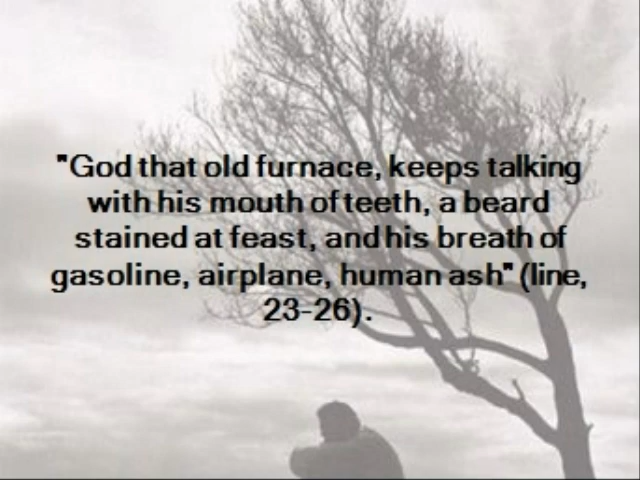 "God that old furnace, keeps talking
with his mouth of teeth, a beard
stained at feast, and his breath of
gasoline, airplane, human ash" (line,
23-26).